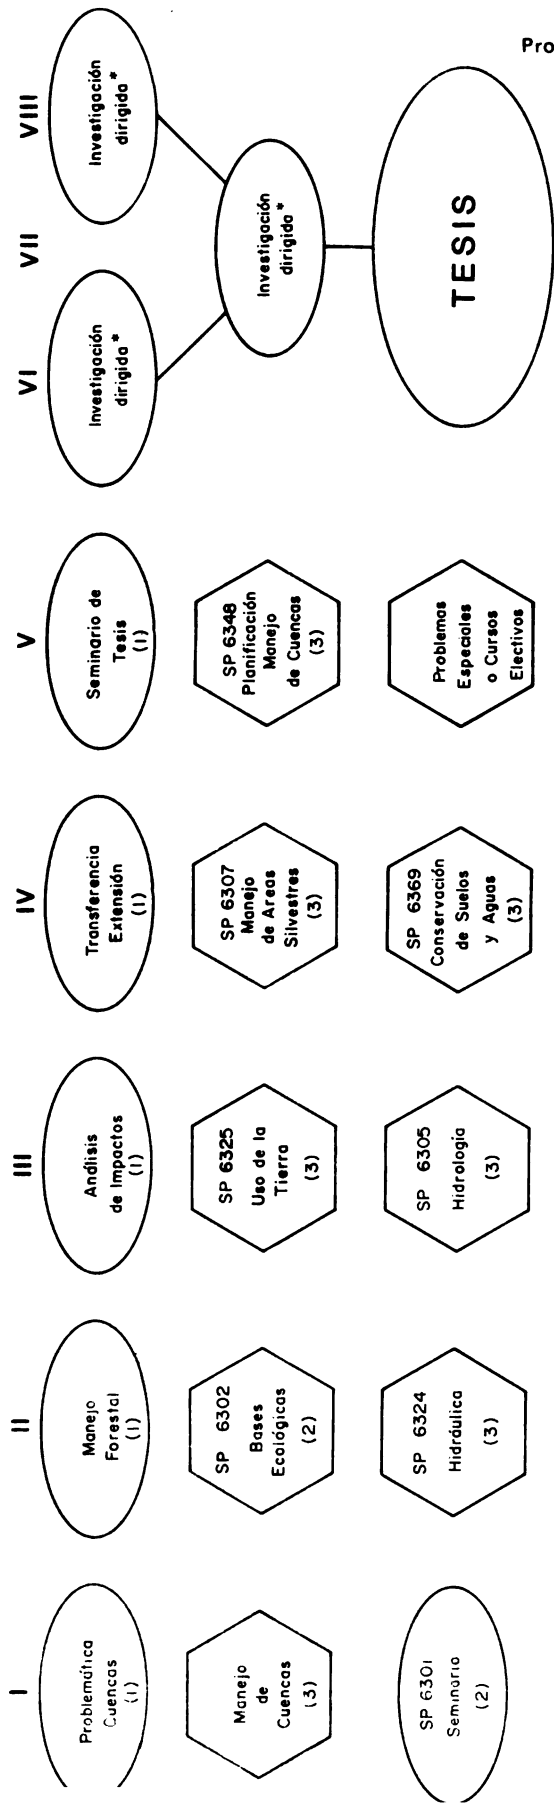 I
II
III
IV
V
VI
VII
VIII
Problemática
Cuencas
(1)
Manejo
Forestal
(1)
Análisis
de Impactos
(1)
Transferencia
Extensión
(1)
Seminario de
Tesis
(1)
Investigación
dirigida*
Investigación
dirigida*
Manejo
de
Cuencas
(3)
SP 6302
Bases
Ecológicas
(2)
SP 6325
Uso de la
Tierra
(3)
SP 6307
Manejo
de Areas
Silvestres
(3)
SP 6348
Planificación
Manejo
de Cuencas
(3)
Investigación
dirigida*
SP 6301
Seminario
(2)
SP 6324
Hidráulica
(3)
SP 6305
Hidrología
(3)
SP 6369
Conservación
de Suelos
y Aguas
(3)
Problemas
Especiales
o Cursos
Electivos
TESIS
Pro